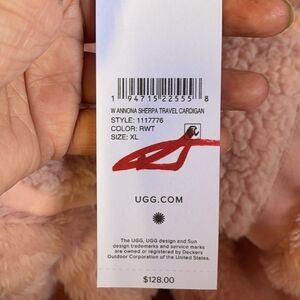 1 94715 22555 8
W ANNONA SHERPA TRAVEL CARDIGAN
STYLE: 1117776
COLOR: RWT
SIZE: XL
UGG.COM
The UGG, UGG design and Sun
design trademarks and service marks
are owned or registered by Deckers
Outdoor Corporation of the United States.
$128.00